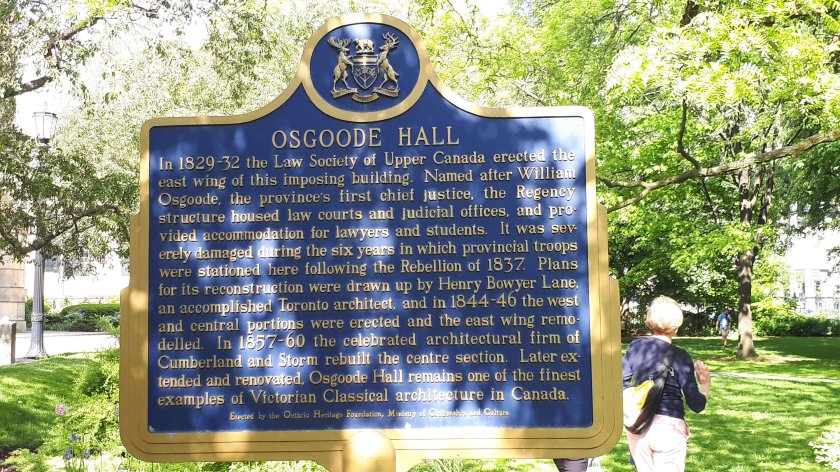 OSGOODE HALL
In 1829-32 the Law Society of Upper Canada erected the
east wing of this imposing building. Named after William
Osgoode, the province's first chief justice, the Regency
structure housed law courts and judicial offices, and pro-
vided accommodation for lawyers and students. It was sev-
erely damaged during the six years in which provincial troops
were stationed here following the Rebellion of 1837. Plans
for its reconstruction were drawn up by Henry Bowyer Lane,
an accomplished Toronto architect, and in 1844-46 the west
and central portions were erected and the east wing remo-
delled. In 1857-60 the celebrated architectural firm of
Cumberland and Storm rebuilt the centre section. Later ex-
tended and renovated, Osgoode Hall remains one of the finest
examples of Victorian Classical architecture in Canada.
Erected by the Ontario Heritage Foundation, Ministry of Citizenship and Culture